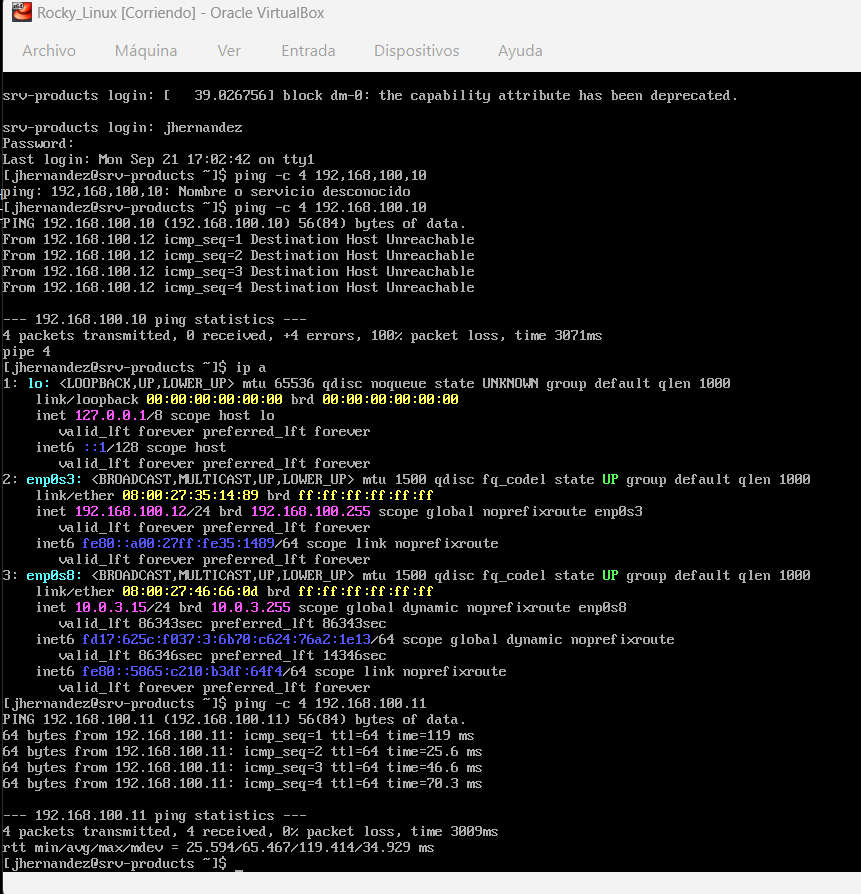 Rocky_Linux [Corriendo] - Oracle VirtualBox
Archivo Máquina Ver Entrada Dispositivos Ayuda
srv-products login: [   39.026756] block dm-0: the capability attribute has been deprecated.
srv-products login: jhernandez
Password:
Last login: Mon Sep 21 17:02:42 on tty1
[jhernandez@srv-products ~]$ ping -c 4 192,168,100,10
ping: 192,168,100,10: Nombre o servicio desconocido
[jhernandez@srv-products ~]$ ping -c 4 192.168.100.10
PING 192.168.100.10 (192.168.100.10) 56(84) bytes of data.
From 192.168.100.12 icmp_seq=1 Destination Host Unreachable
From 192.168.100.12 icmp_seq=2 Destination Host Unreachable
From 192.168.100.12 icmp_seq=3 Destination Host Unreachable
From 192.168.100.12 icmp_seq=4 Destination Host Unreachable
--- 192.168.100.10 ping statistics ---
4 packets transmitted, 0 received, +4 errors, 100% packet loss, time 3071ms
pipe 4
[jhernandez@srv-products ~]$ ip a
1: lo: <LOOPBACK,UP,LOWER_UP> mtu 65536 qdisc noqueue state UNKNOWN group default qlen 1000
    link/loopback 00:00:00:00:00:00 brd 00:00:00:00:00:00
    inet 127.0.0.1/8 scope host lo
       valid_lft forever preferred_lft forever
    inet6 ::1/128 scope host
       valid_lft forever preferred_lft forever
2: enp0s3: <BROADCAST,MULTICAST,UP,LOWER_UP> mtu 1500 qdisc fq_codel state UP group default qlen 1000
    link/ether 08:00:27:35:14:89 brd ff:ff:ff:ff:ff:ff
    inet 192.168.100.12/24 brd 192.168.100.255 scope global noprefixroute enp0s3
       valid_lft forever preferred_lft forever
    inet6 fe80::a00:27ff:fe35:1489/64 scope link noprefixroute
       valid_lft forever preferred_lft forever
3: enp0s8: <BROADCAST,MULTICAST,UP,LOWER_UP> mtu 1500 qdisc fq_codel state UP group default qlen 1000
    link/ether 08:00:27:46:66:0d brd ff:ff:ff:ff:ff:ff
    inet 10.0.3.15/24 brd 10.0.3.255 scope global dynamic noprefixroute enp0s8
       valid_lft 86343sec preferred_lft 86343sec
    inet6 fd17:625c:f037:3:6b70:c624:76a2:1e13/64 scope global dynamic noprefixroute
       valid_lft 86346sec preferred_lft 14346sec
    inet6 fe80::5865:c210:b3df:64f4/64 scope link noprefixroute
       valid_lft forever preferred_lft forever
[jhernandez@srv-products ~]$ ping -c 4 192.168.100.11
PING 192.168.100.11 (192.168.100.11) 56(84) bytes of data.
64 bytes from 192.168.100.11: icmp_seq=1 ttl=64 time=119 ms
64 bytes from 192.168.100.11: icmp_seq=2 ttl=64 time=25.6 ms
64 bytes from 192.168.100.11: icmp_seq=3 ttl=64 time=46.6 ms
64 bytes from 192.168.100.11: icmp_seq=4 ttl=64 time=70.3 ms
--- 192.168.100.11 ping statistics ---
4 packets transmitted, 4 received, 0% packet loss, time 3009ms
rtt min/avg/max/mdev = 25.594/65.467/119.414/34.929 ms
[jhernandez@srv-products ~]$ _